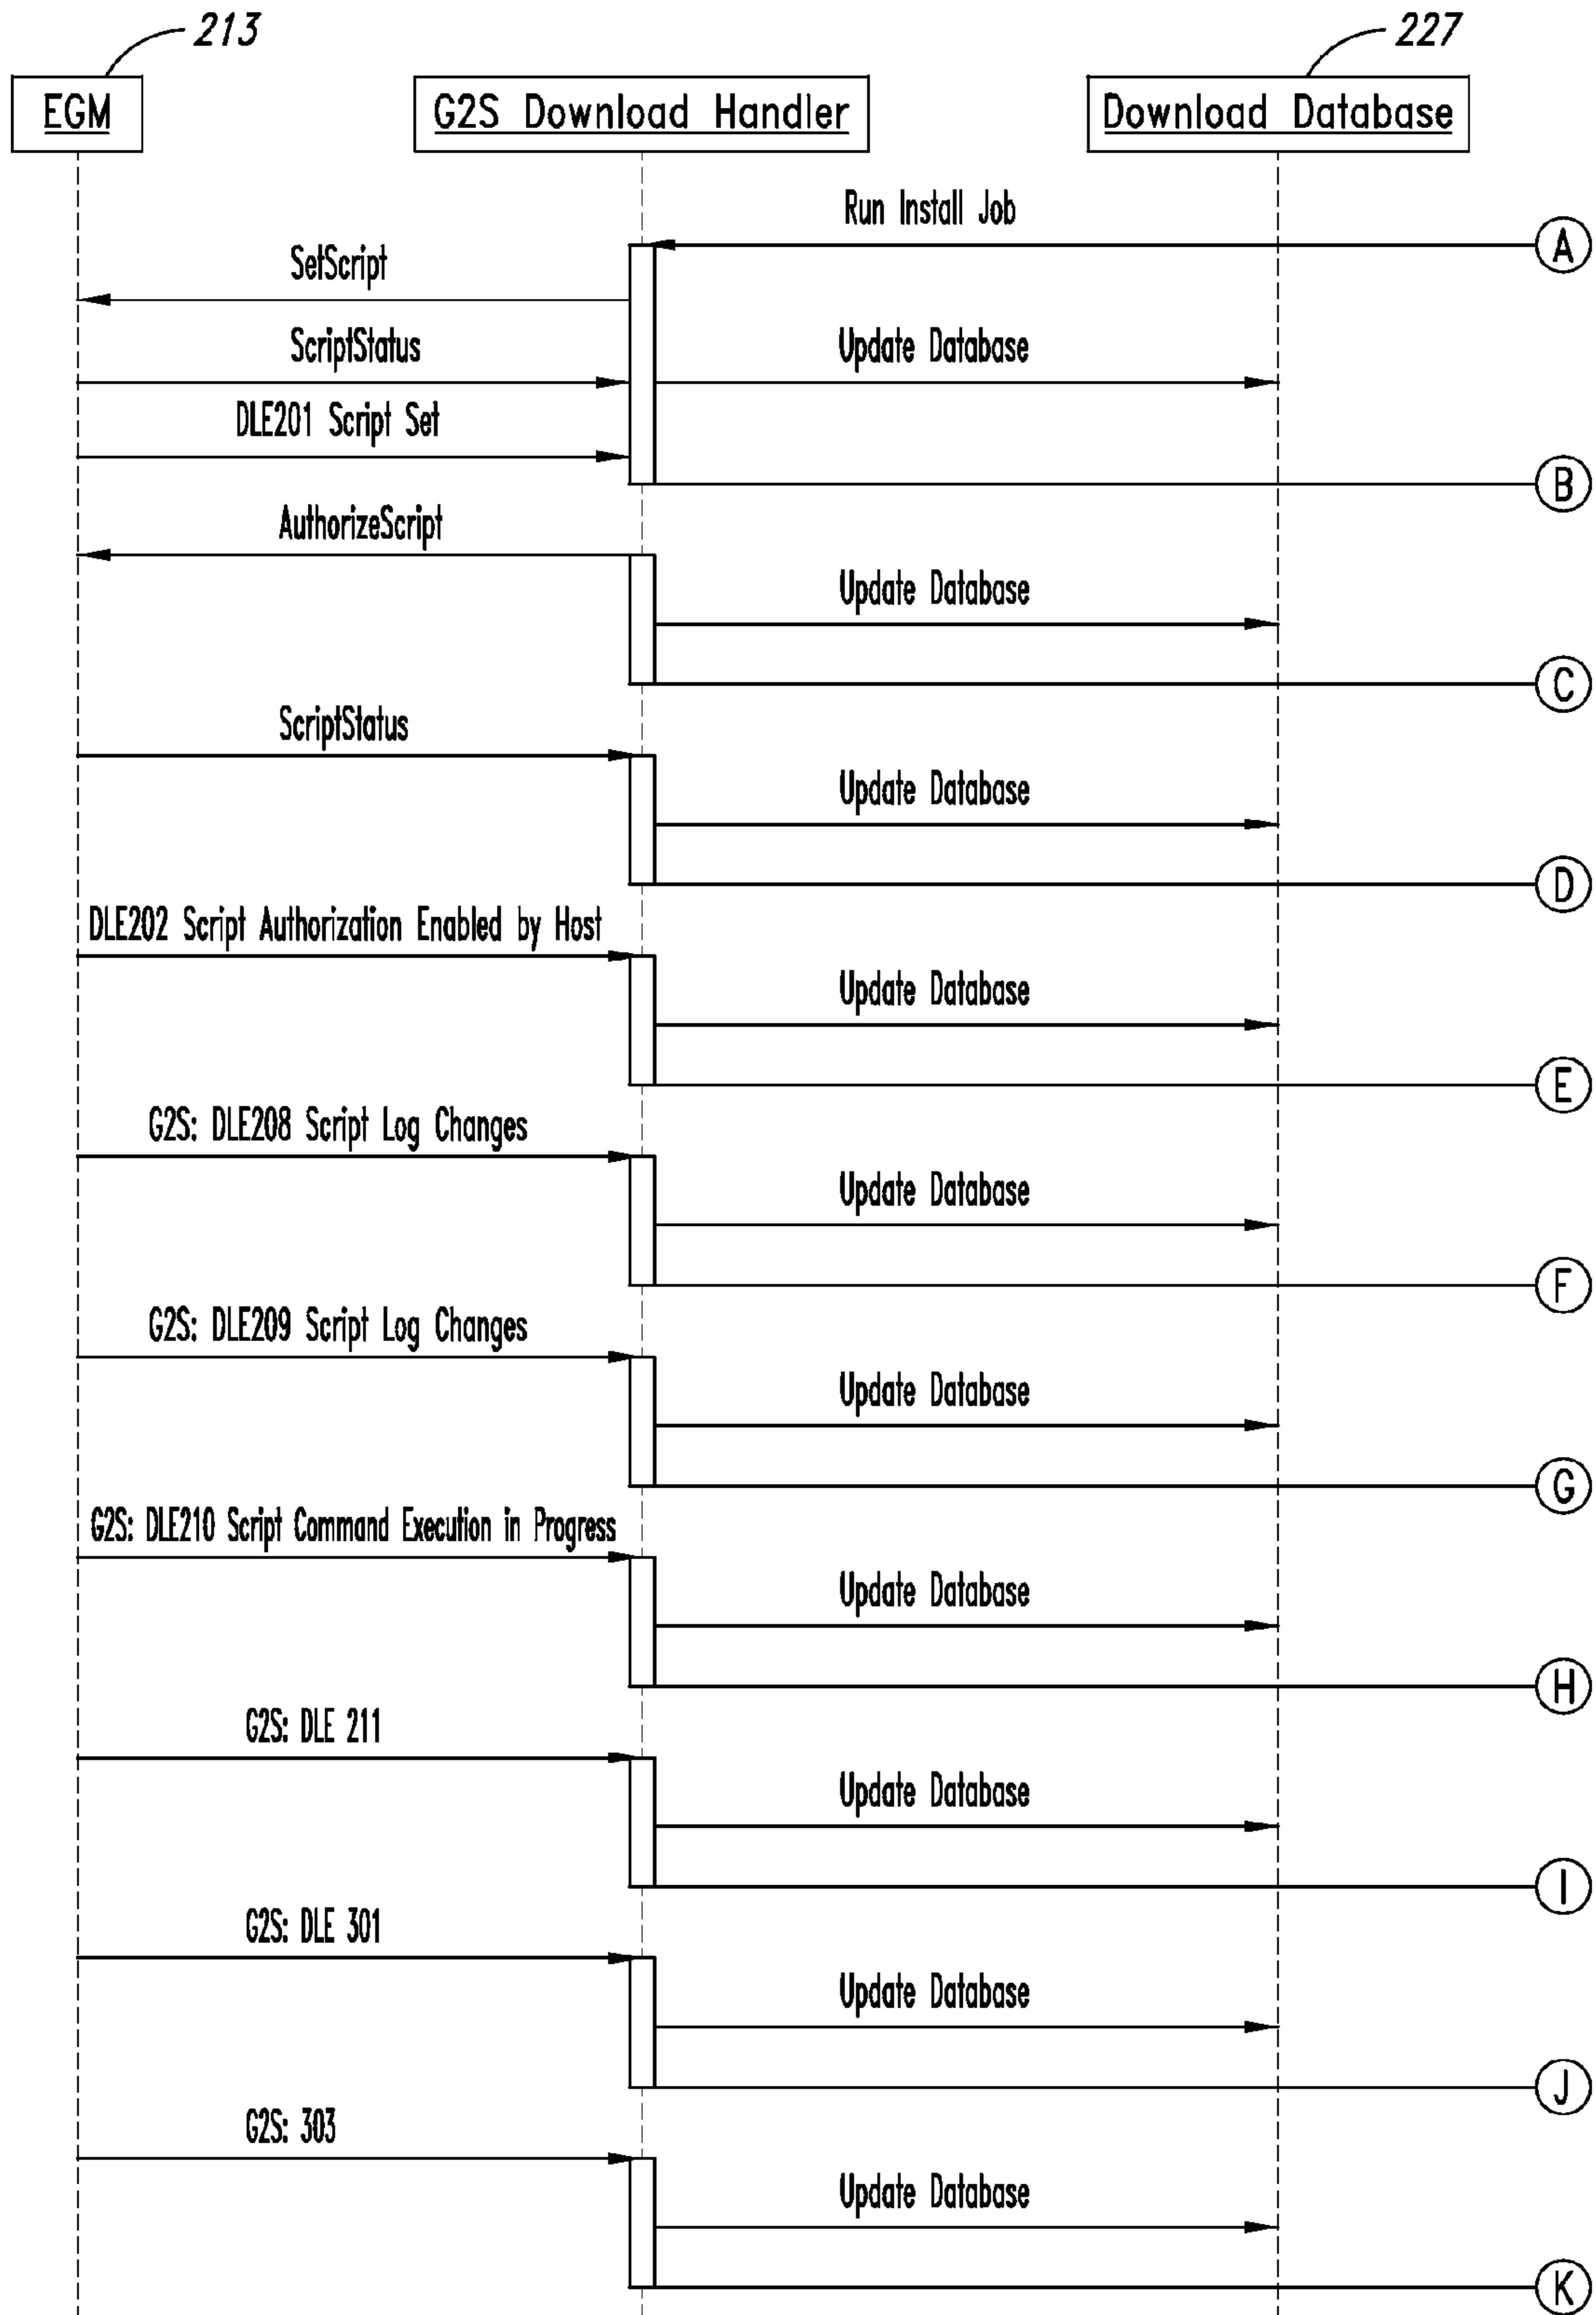 213
227
EGM
G2S Download Handler
Download Database
Run Install Job
A
SetScript
ScriptStatus
Update Database
DLE201 Script Set
B
AuthorizeScript
Update Database
C
ScriptStatus
Update Database
D
DLE202 Script Authorization Enabled by Host
Update Database
E
G2S: DLE208 Script Log Changes
Update Database
F
G2S: DLE209 Script Log Changes
Update Database
G
G2S: DLE210 Script Command Execution in Progress
Update Database
H
G2S: DLE 211
Update Database
I
G2S: DLE 301
Update Database
J
G2S: 303
Update Database
K